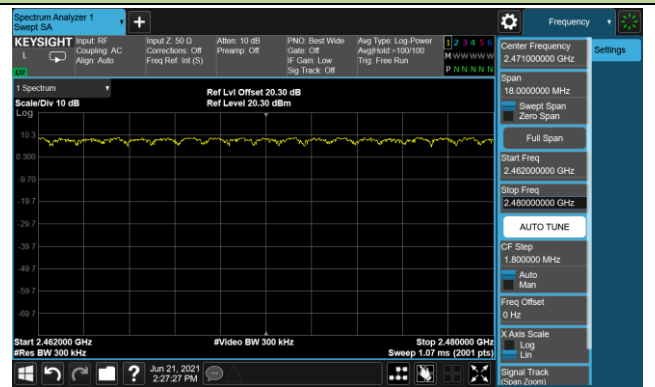 Spectrum Analyzer 1
Swept SA
Frequency
KEYSIGHT
L
LW
Input: RF
Coupling: AC
Align: Auto
Input Z: 50 Ω
Corrections: Off
Freq Ref: Int (S)
Atten: 10 dB
Preamp: Off
PNO: Best Wide
Gate: Off
IF Gain: Low
Sig Track: Off
Avg Type: Log-Power
Avg|Hold:>100/100
Trig: Free Run
1 2 3 4 5 6
M W W W W W
P N N N N N
Center Frequency
2.471000000 GHz
Settings
Span
18.0000000 MHz
Swept Span
Zero Span
Full Span
Start Freq
2.462000000 GHz
Stop Freq
2.480000000 GHz
AUTO TUNE
CF Step
1.800000 MHz
Auto
Man
Freq Offset
0 Hz
X Axis Scale
Log
Lin
Signal Track
(Span Zoom)
1 Spectrum
Scale/Div 10 dB
Log
Ref Lvl Offset 20.30 dB
Ref Level 20.30 dBm
10.3
0.300
-9.70
-19.7
-29.7
-39.7
-49.7
-59.7
-69.7
Start 2.462000 GHz
#Res BW 300 kHz
#Video BW 300 kHz
Stop 2.480000 GHz
Sweep 1.07 ms (2001 pts)
?
Jun 21, 2021
2:27:27 PM